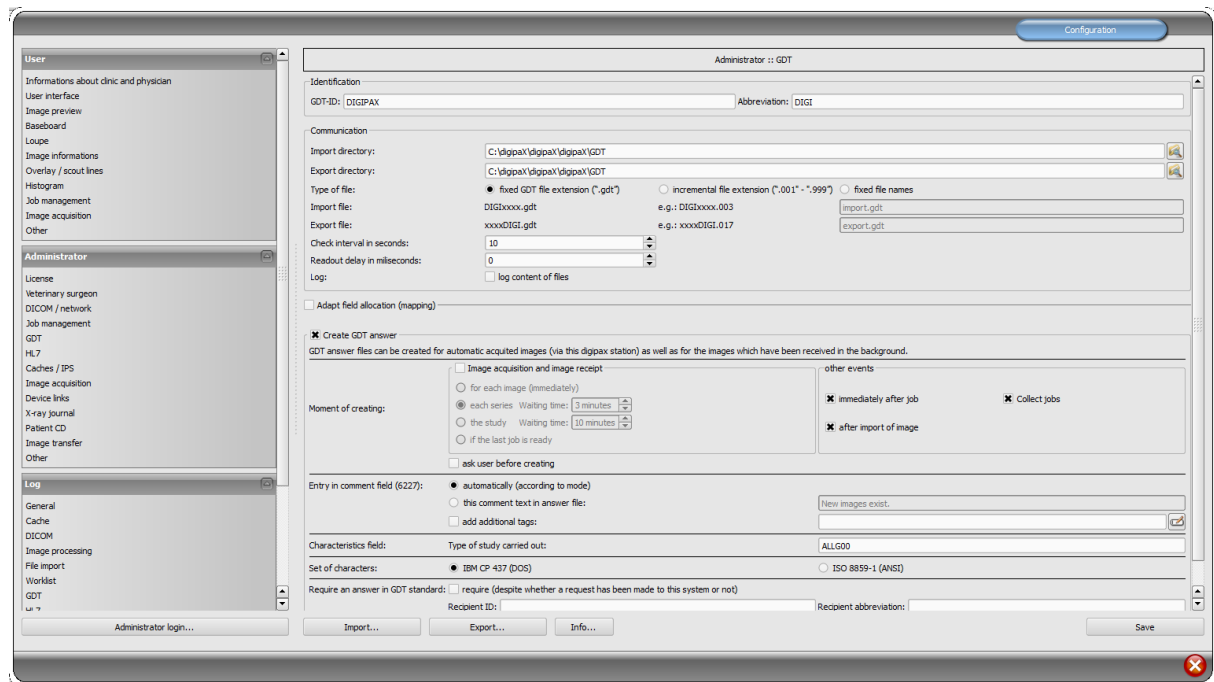 Configuration
User
Informations about clinic and physician
User interface
Image preview
Baseboard
Loupe
Image informations
Overlay / scout lines
Histogram
Job management
Image acquisition
Other
Administrator
License
Veterinary surgeon
DICOM / network
Job management
GDT
HL7
Caches / IPS
Image acquisition
Device links
X-ray journal
Patient CD
Image transfer
Other
Log
General
Cache
DICOM
Image processing
File import
Worklist
GDT
HL7
Administrator login...
Administrator :: GDT
Identification
GDT-ID: DIGIPAX Abbreviation: DIGI
Communication
Import directory: C:\digipaX\digipaX\digipaX\GDT
Export directory: C:\digipaX\digipaX\digipaX\GDT
Type of file: fixed GDT file extension (".gdt") incremental file extension (".001" - ".999") fixed file names
Import file: DIGIxxxx.gdt e.g.: DIGIxxxx.003 import.gdt
Export file: xxxxDIGI.gdt e.g.: xxxxDIGI.017 export.gdt
Check interval in seconds: 10
Readout delay in miliseconds: 0
Log: log content of files
Adapt field allocation (mapping)
Create GDT answer
GDT answer files can be created for automatic acquited images (via this digipax station) as well as for the images which have been received in the background.
Image acquisition and image receipt other events
for each image (immediately)
Moment of creating: each series Waiting time: 3 minutes immediately after job Collect jobs
the study Waiting time: 10 minutes after import of image
if the last job is ready
ask user before creating
Entry in comment field (6227): automatically (according to mode)
this comment text in answer file: New images exist.
add additional tags:
Characteristics field: Type of study carried out: ALLG00
Set of characters: IBM CP 437 (DOS) ISO 8859-1 (ANSI)
Require an answer in GDT standard: require (despite whether a request has been made to this system or not)
Recipient ID: Recipient abbreviation:
Import... Export... Info... Save